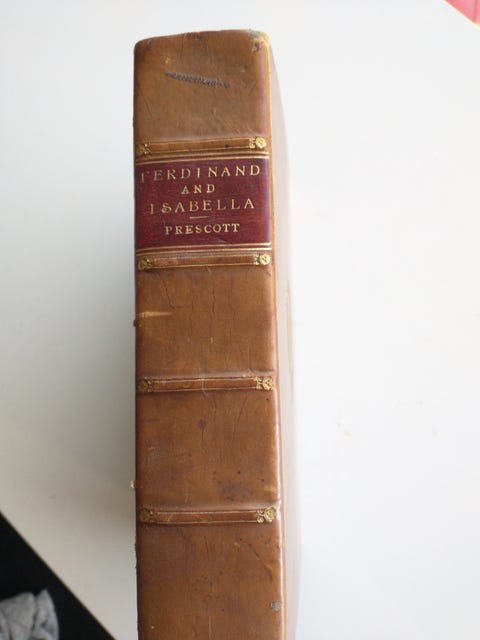 FERDINAND
AND
ISABELLA
PRESCOTT